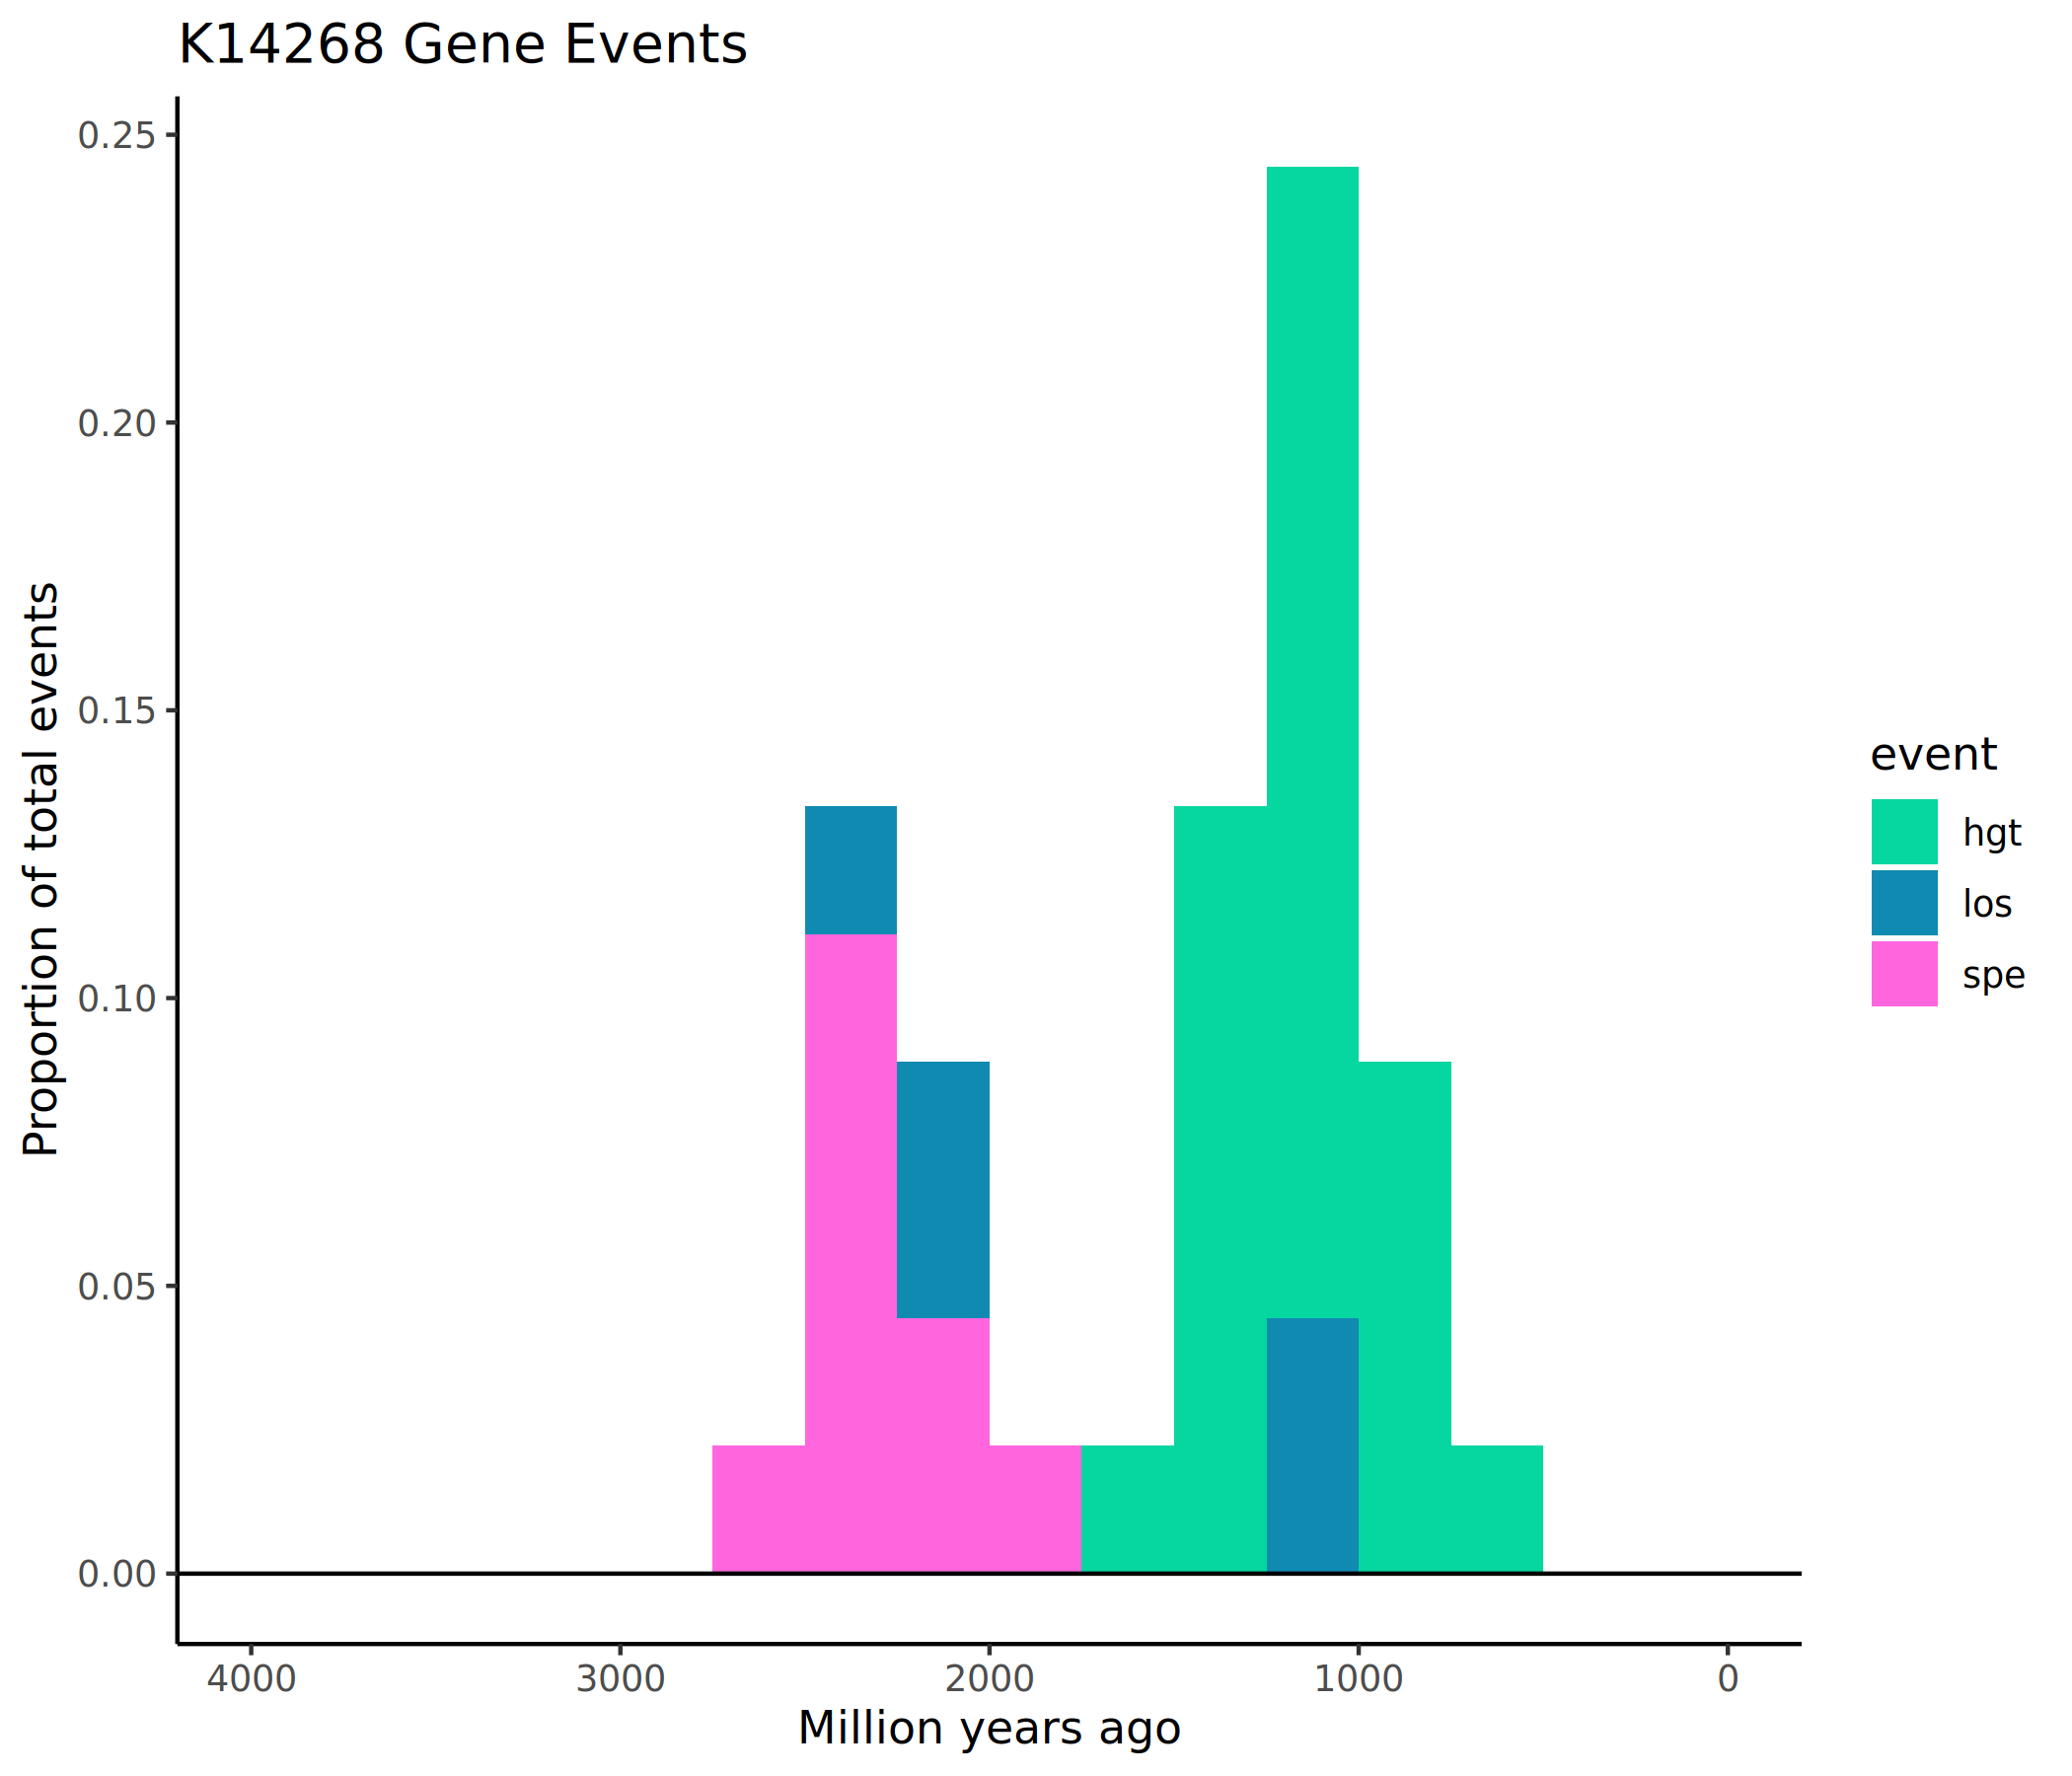 K14268 Gene Events
Proportion of total events
0.25
0.20
0.15
0.10
0.05
0.00
4000 3000 2000 1000 0
Million years ago
event
hgt
los
spe